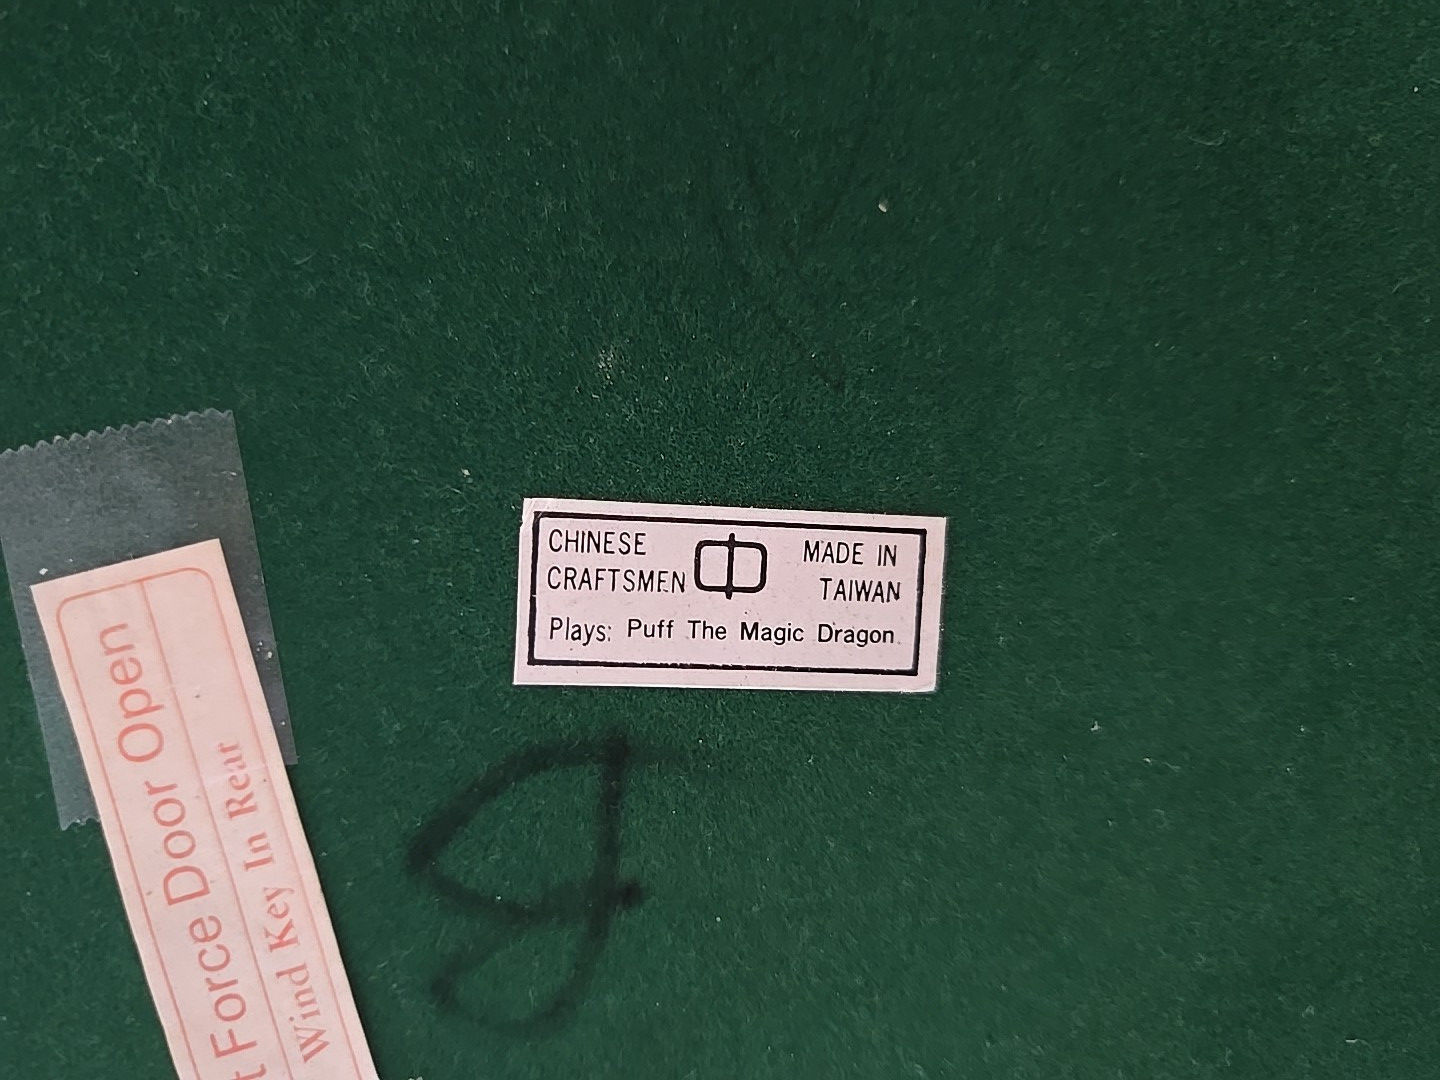 CHINESE
CRAFTSMEN
MADE IN
TAIWAN
Plays: Puff The Magic Dragon
Force Door Open
Wind Key In Rear